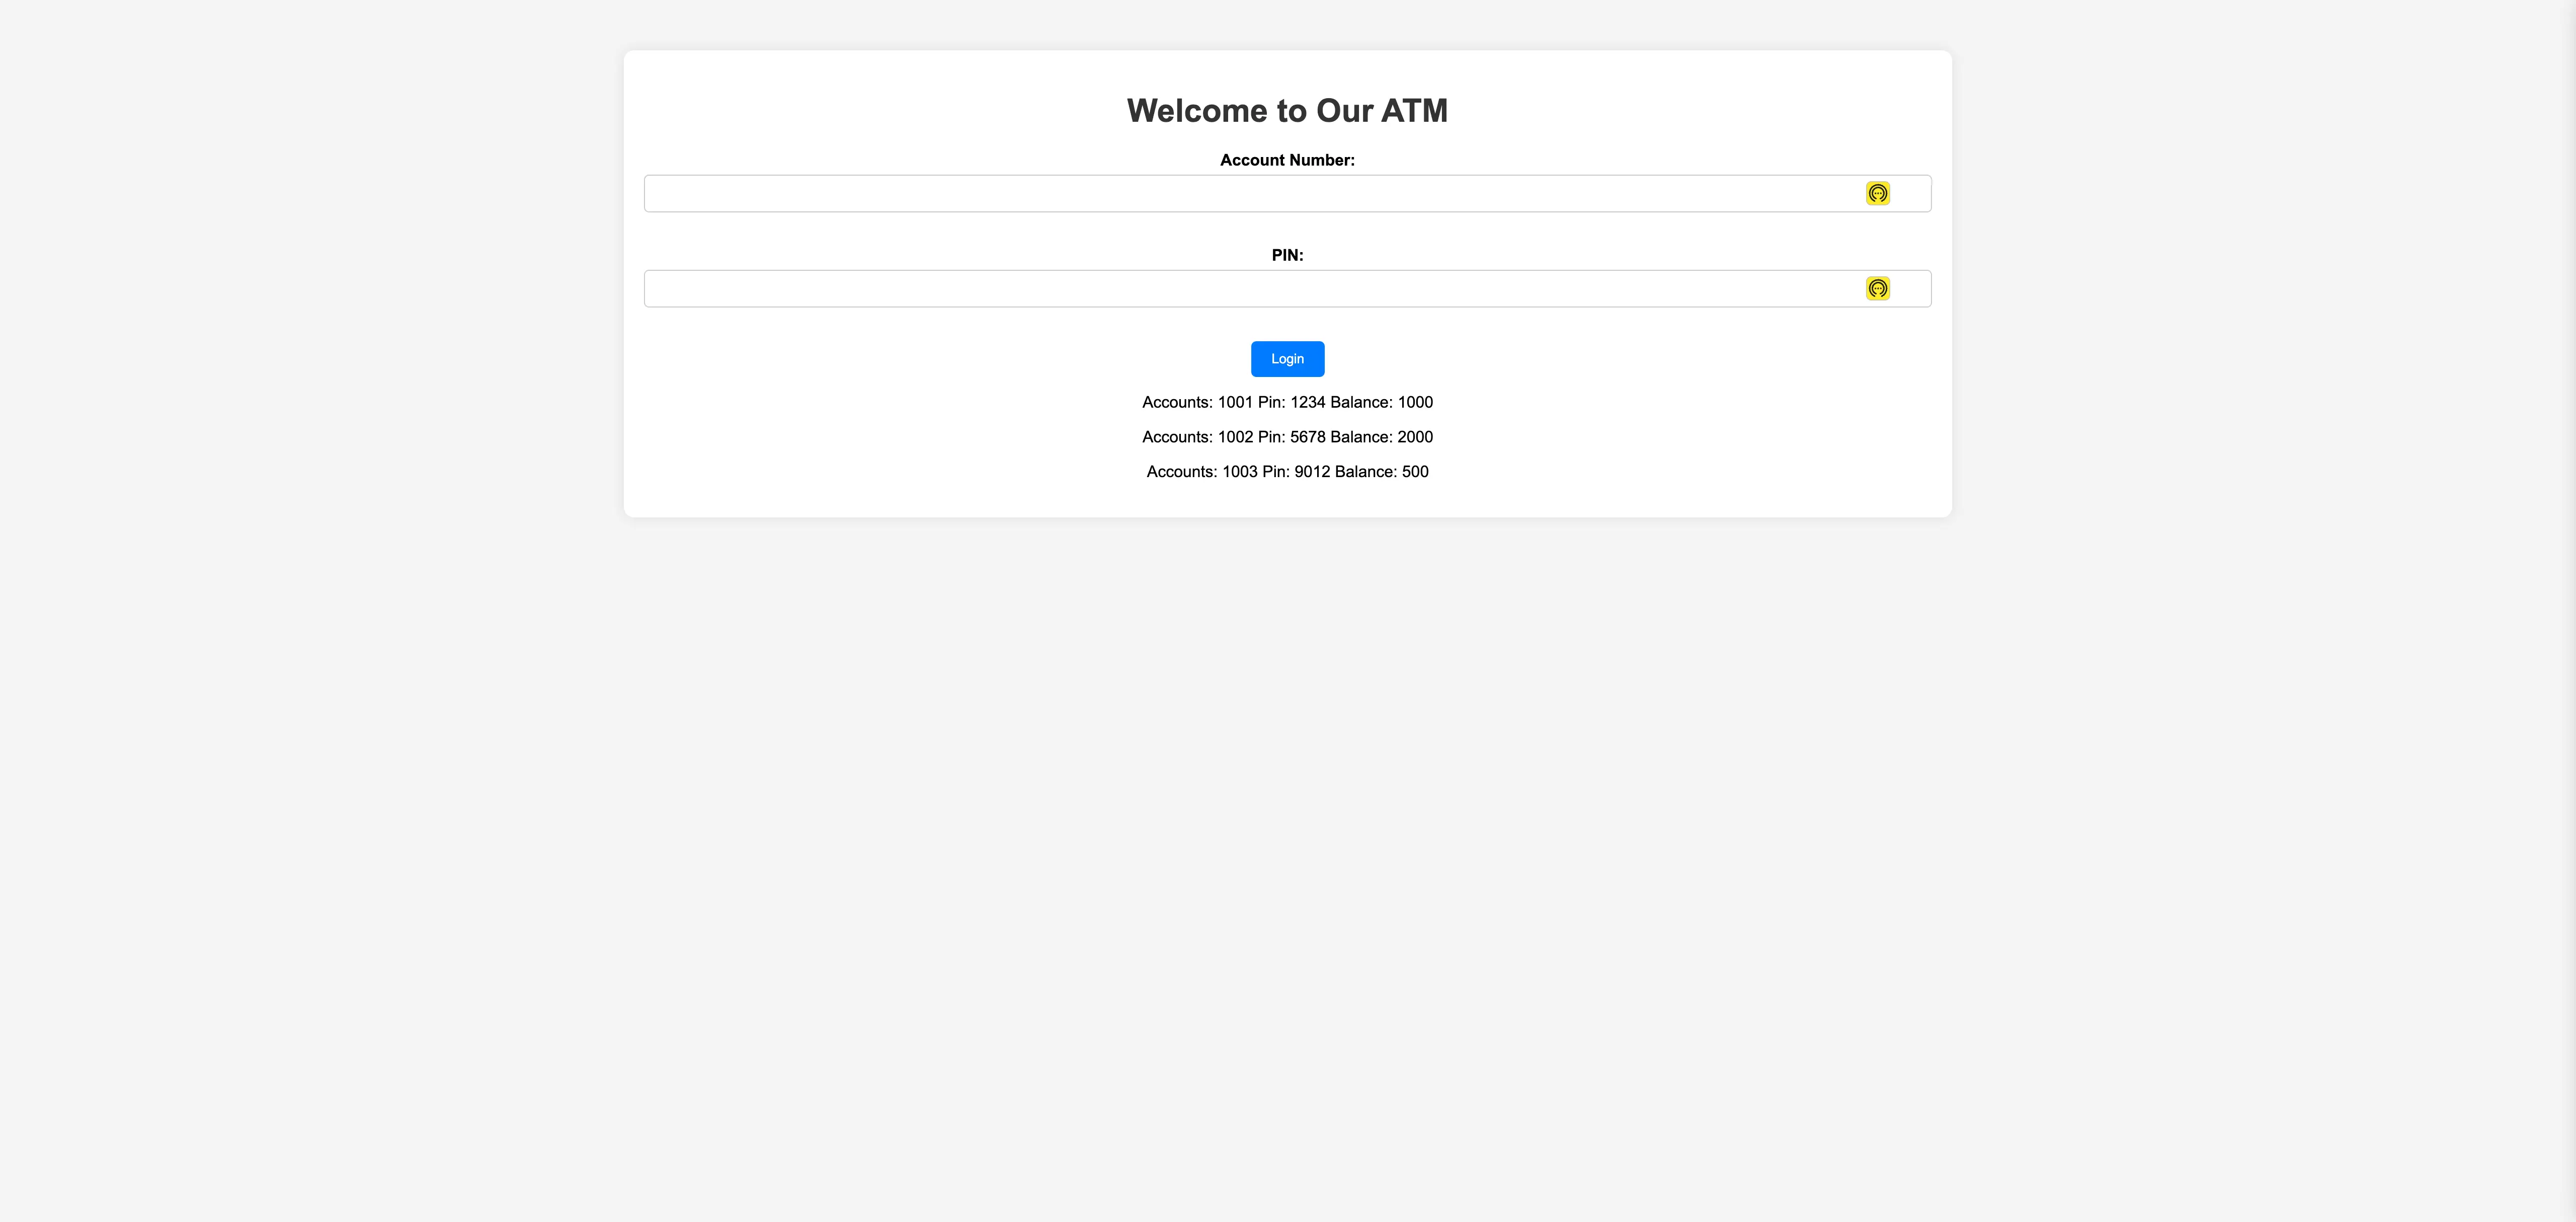 Welcome to Our ATM
Account Number:
PIN:
Login
Accounts: 1001 Pin: 1234 Balance: 1000
Accounts: 1002 Pin: 5678 Balance: 2000
Accounts: 1003 Pin: 9012 Balance: 500